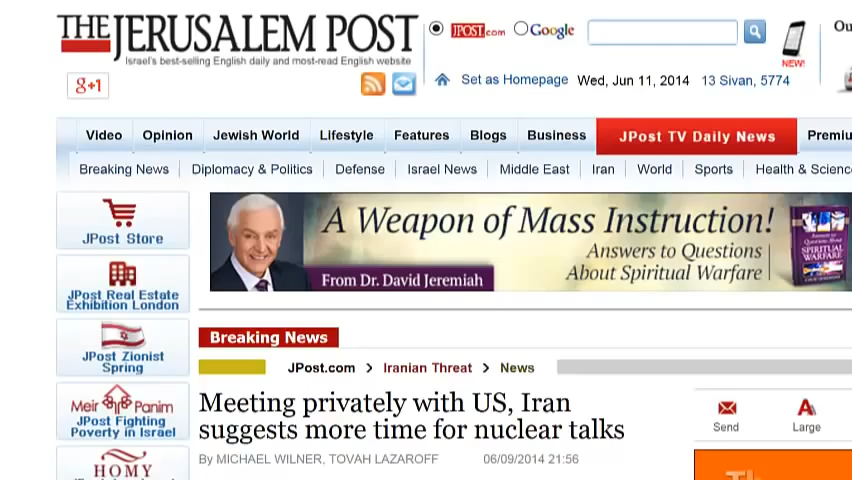 THE JERUSALEM POST
Israel's best-selling English daily and most-read English website
g+1
JPOST.com Google
NEW!
Ou
Set as Homepage Wed, Jun 11, 2014 13 Sivan, 5774
Video Opinion Jewish World Lifestyle Features Blogs Business JPost TV Daily News Premiu
Breaking News Diplomacy & Politics Defense Israel News Middle East Iran World Sports Health & Scienc
JPost Store
JPost Real Estate
Exhibition London
JPost Zionist
Spring
Meir Panim
JPost Fighting
Poverty in Israel
HOMY
A Weapon of Mass Instruction!
Answers to Questions
About Spiritual Warfare
From Dr. David Jeremiah
SPIRITUAL
WARFARE
Breaking News
JPost.com > Iranian Threat > News
Meeting privately with US, Iran
suggests more time for nuclear talks
By MICHAEL WILNER, TOVAH LAZAROFF 06/09/2014 21:56
A
Send Large